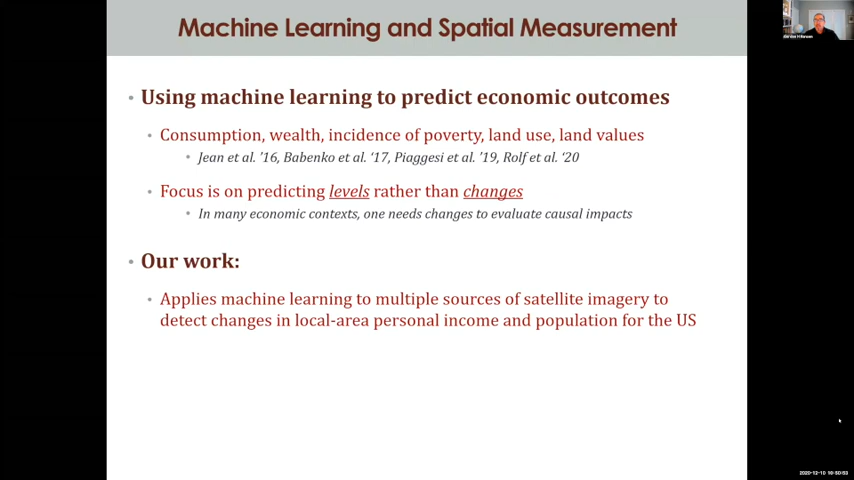 Machine Learning and Spatial Measurement
• Using machine learning to predict economic outcomes
• Consumption, wealth, incidence of poverty, land use, land values
• Jean et al. ’16, Babenko et al. ‘17, Piaggesi et al. ’19, Rolf et al. ‘20
• Focus is on predicting levels rather than changes
• In many economic contexts, one needs changes to evaluate causal impacts
• Our work:
• Applies machine learning to multiple sources of satellite imagery to
detect changes in local-area personal income and population for the US